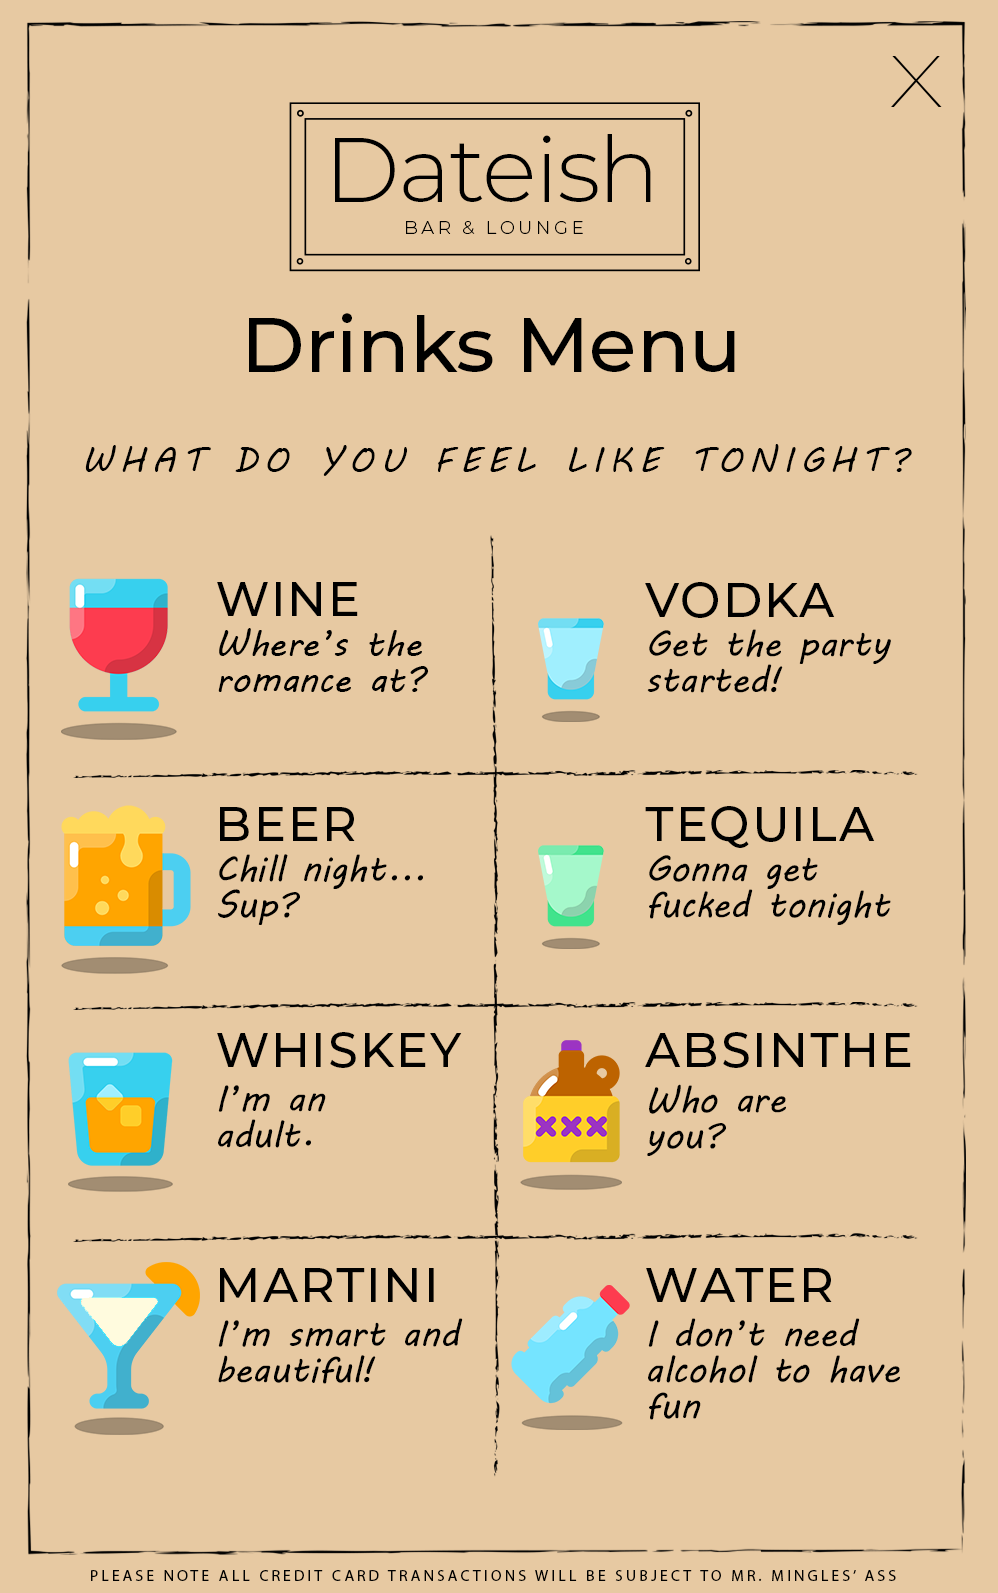 Dateish
BAR & LOUNGE
Drinks Menu
WHAT DO YOU FEEL LIKE TONIGHT?
WINE
Where's the
romance at?
VODKA
Get the party
started!
BEER
Chill night...
Sup?
TEQUILA
Gonna get
fucked tonight
WHISKEY
I'm an
adult.
ABSINTHE
Who are
you?
XXX
MARTINI
I'm smart and
beautiful!
WATER
I don't need
alcohol to have
fun
PLEASE NOTE ALL CREDIT CARD TRANSACTIONS WILL BE SUBJECT TO MR. MINGLES' ASS